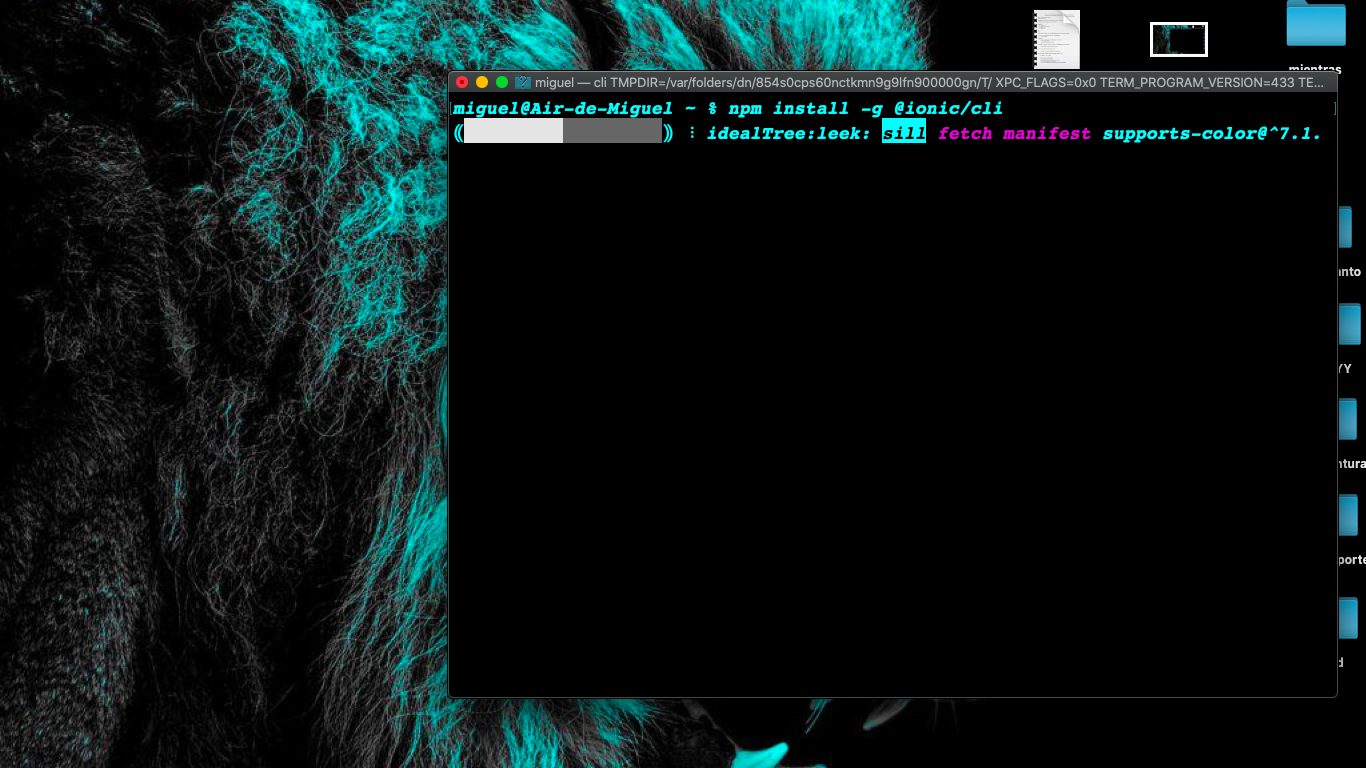 mientras
miguel — cli TMPDIR=/var/folders/dn/854s0cps60nctkmn9g9lfn900000gn/T/ XPC_FLAGS=0x0 TERM_PROGRAM_VERSION=433 TE...
miguel@Air-de-Miguel ~ % npm install -g @ionic/cli
idealTree:leek: sill fetch manifest supports-color@^7.1.
anto
YY
ntura
porte
d